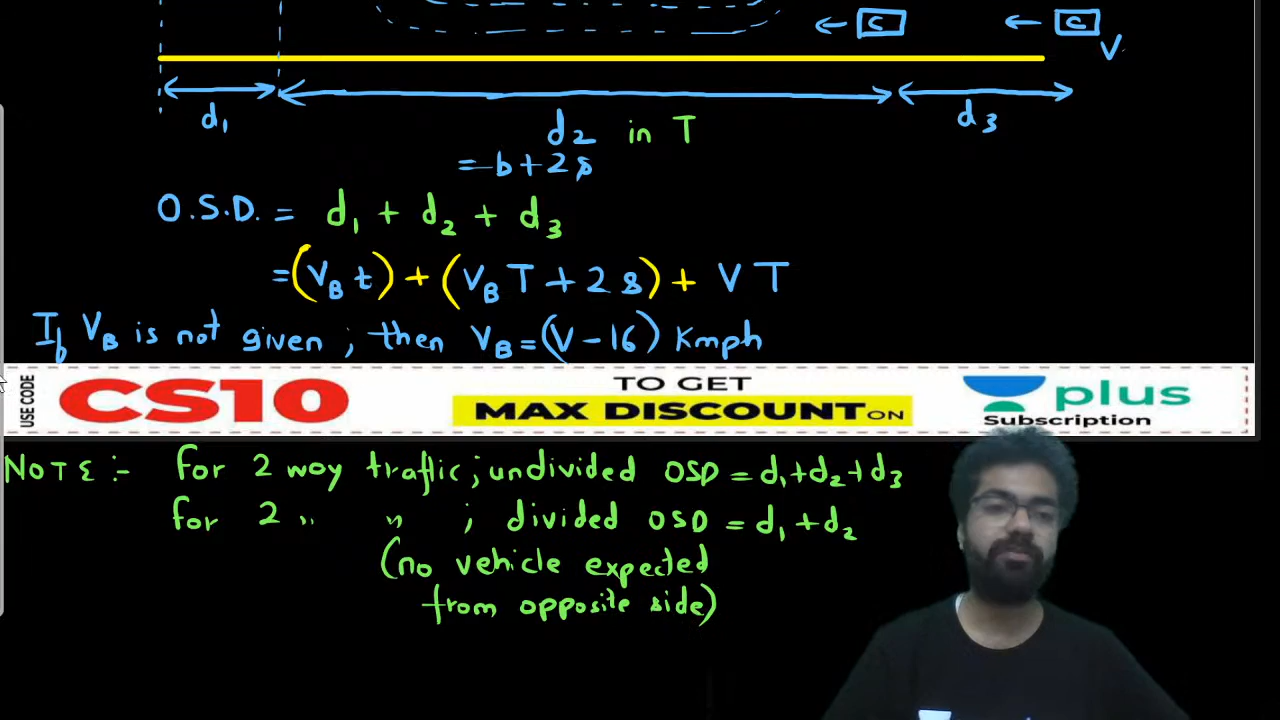 ← C ← C
V
d₁ d₂ in T d₃
= b + 2s
O.S.D. = d₁ + d₂ + d₃
= (V_B t) + (V_B T + 2s) + VT
If V_B is not given ; then V_B = (V - 16) Kmph
USE CODE CS10 TO GET MAX DISCOUNT ON plus Subscription
NOTE :- For 2 way traffic ; undivided OSD = d₁+d₂+d₃
for 2 ,, ,, ; divided OSD = d₁ + d₂
(no vehicle expected
from opposite side)